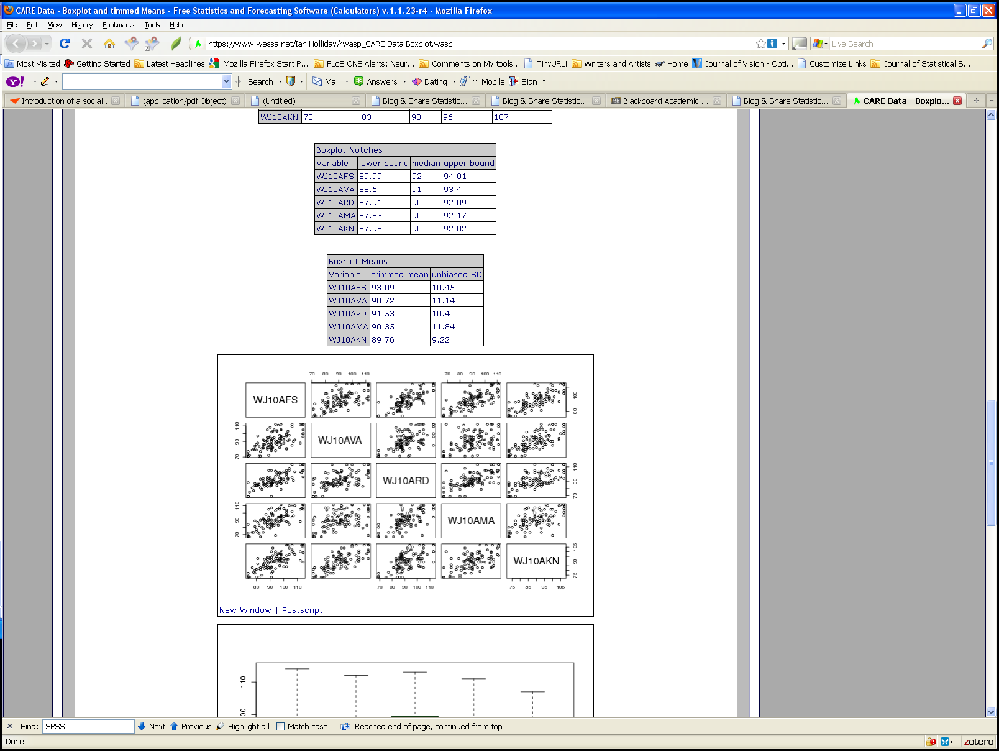 CARE Data - Boxplot and timmed Means - Free Statistics and Forecasting Software (Calculators) v.1.1.23-r4 - Mozilla Firefox
File Edit View History Bookmarks Tools Help
https://www.wessa.net/Ian.Holliday/rwasp_CARE Data Boxplot.wasp
Live Search
Most Visited Getting Started Latest Headlines Mozilla Firefox Start P... PLoS ONE Alerts: Neur... Comments on My tools... TinyURL! Writers and Artists Home Journal of Vision - Opti... Customize Links Journal of Statistical S...
Y! Search Mail Answers Dating Y! Mobile Sign in
Introduction of a social... (application/pdf Object) (Untitled) Blog & Share Statistic... Blog & Share Statistic... Bb Blackboard Academic ... Blog & Share Statistic... CARE Data - Boxplo...
WJ10AKN 73 83 90 96 107
Boxplot Notches
Variable lower bound median upper bound
WJ10AFS 89.99 92 94.01
WJ10AVA 88.6 91 93.4
WJ10ARD 87.91 90 92.09
WJ10AMA 87.83 90 92.17
WJ10AKN 87.98 90 92.02
Boxplot Means
Variable trimmed mean unbiased SD
WJ10AFS 93.09 10.45
WJ10AVA 90.72 11.14
WJ10ARD 91.53 10.4
WJ10AMA 90.35 11.84
WJ10AKN 89.76 9.22
70 80 90 100 110 70 80 90 100 110
WJ10AFS
80 100
WJ10AVA
70 90 110
WJ10ARD
70 90 110
WJ10AMA
70 90 110
WJ10AKN
75 90 105
80 90 100 110 70 80 90 100 110 75 85 95 105
New Window | Postscript
110
Find: SPSS Next Previous Highlight all Match case Reached end of page, continued from top
Done
zotero